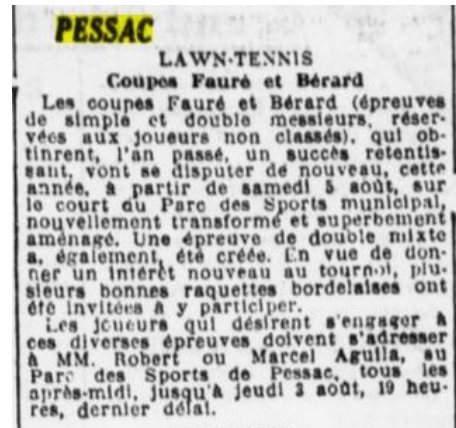 PESSAC
LAWN-TENNIS
Coupes Fauré et Bérard
Les coupes Fauré et Bérard (épreuves
de simple et double messieurs, réser-
vées aux joueurs non classés), qui ob-
tinrent, l'an passé, un succès retentis-
sant, vont se disputer de nouveau, cette
année, à partir de samedi 5 août, sur
le court du Parc des Sports municipal,
nouvellement transformé et superbement
aménagé. Une épreuve de double mixte
a, également, été créée. En vue de don-
ner un intérêt nouveau au tournoi, plu-
sieurs bonnes raquettes bordelaises ont
été invitées à y participer.
Les joueurs qui désirent s'engager à
ces diverses épreuves doivent s'adresser
à MM. Robert ou Marcel Aguila, au
Parc des Sports de Pessac, tous les
après-midi, jusqu'à jeudi 3 août, 19 heu-
res, dernier délai.